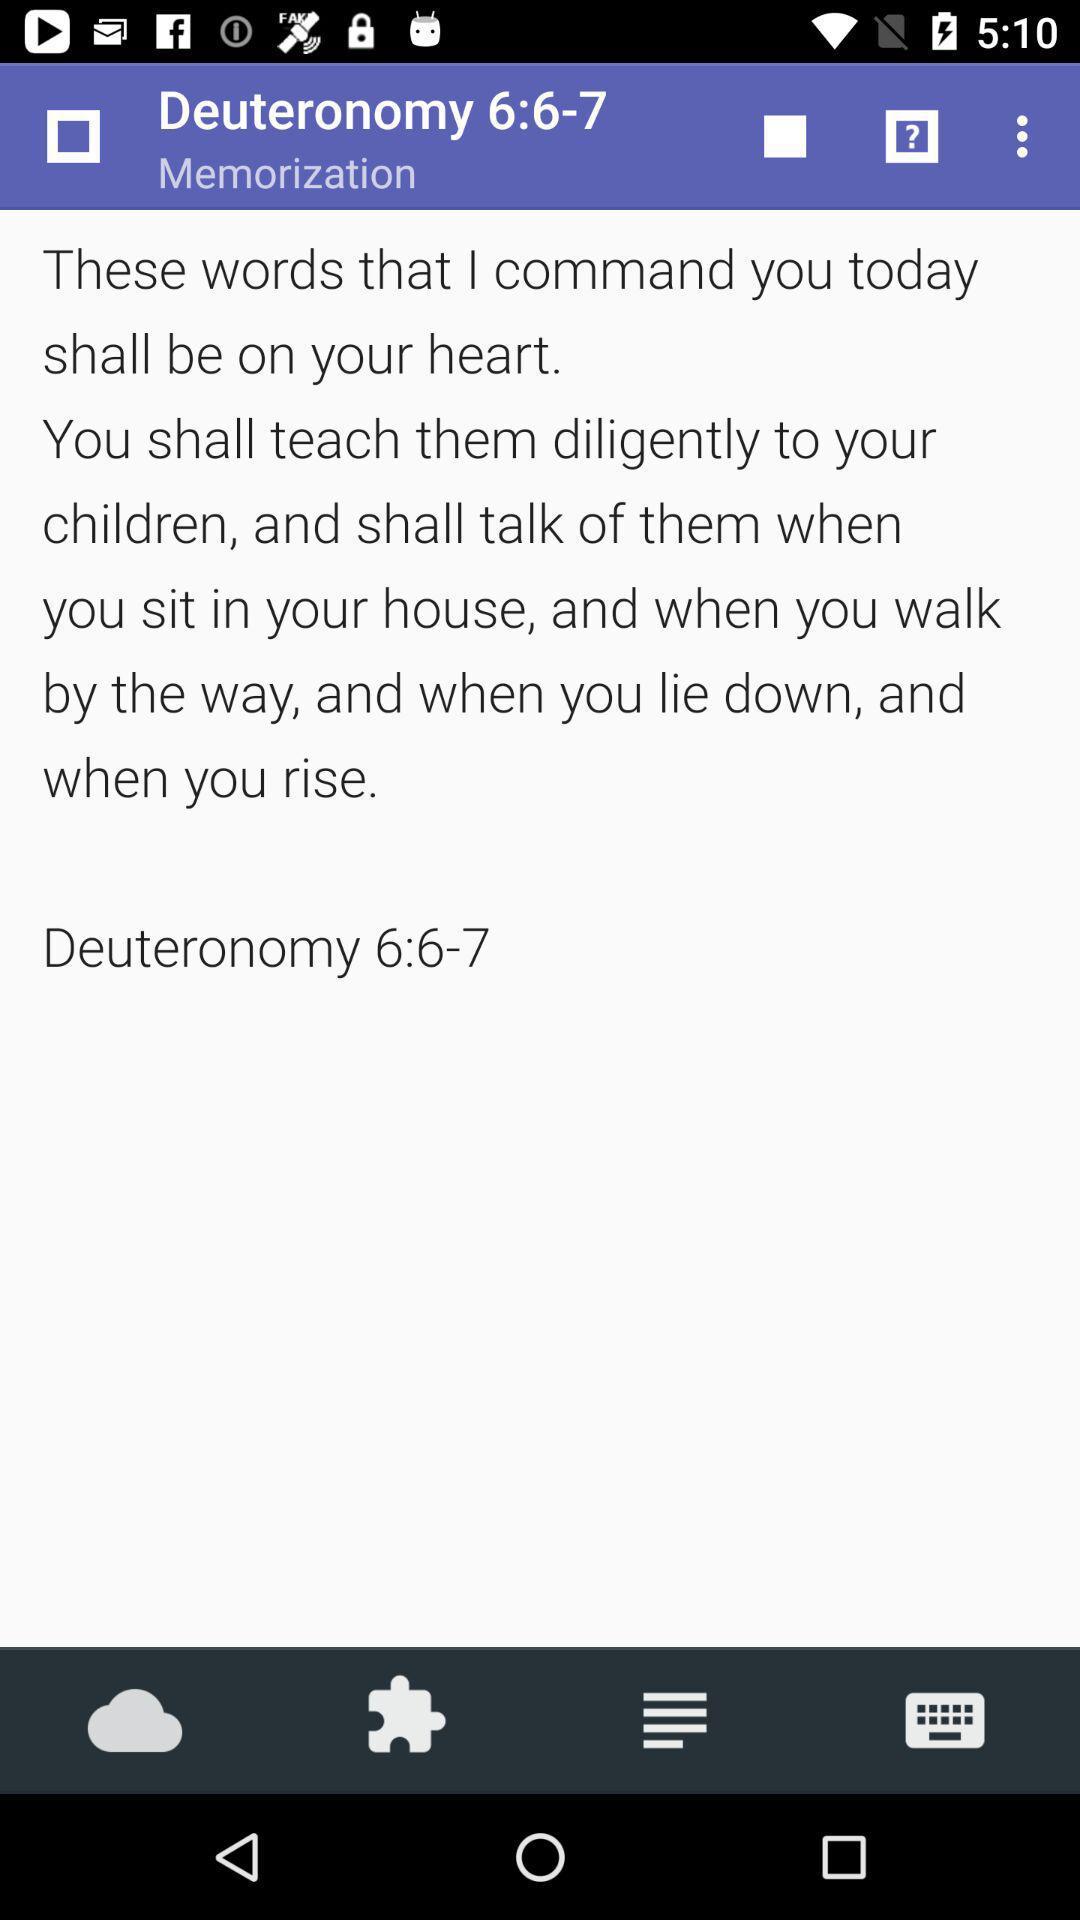 FAKE
5:10
Deuteronomy 6:6-7
Memorization
These words that I command you today
shall be on your heart.
You shall teach them diligently to your
children, and shall talk of them when
you sit in your house, and when you walk
by the way, and when you lie down, and
when you rise.
Deuteronomy 6:6-7